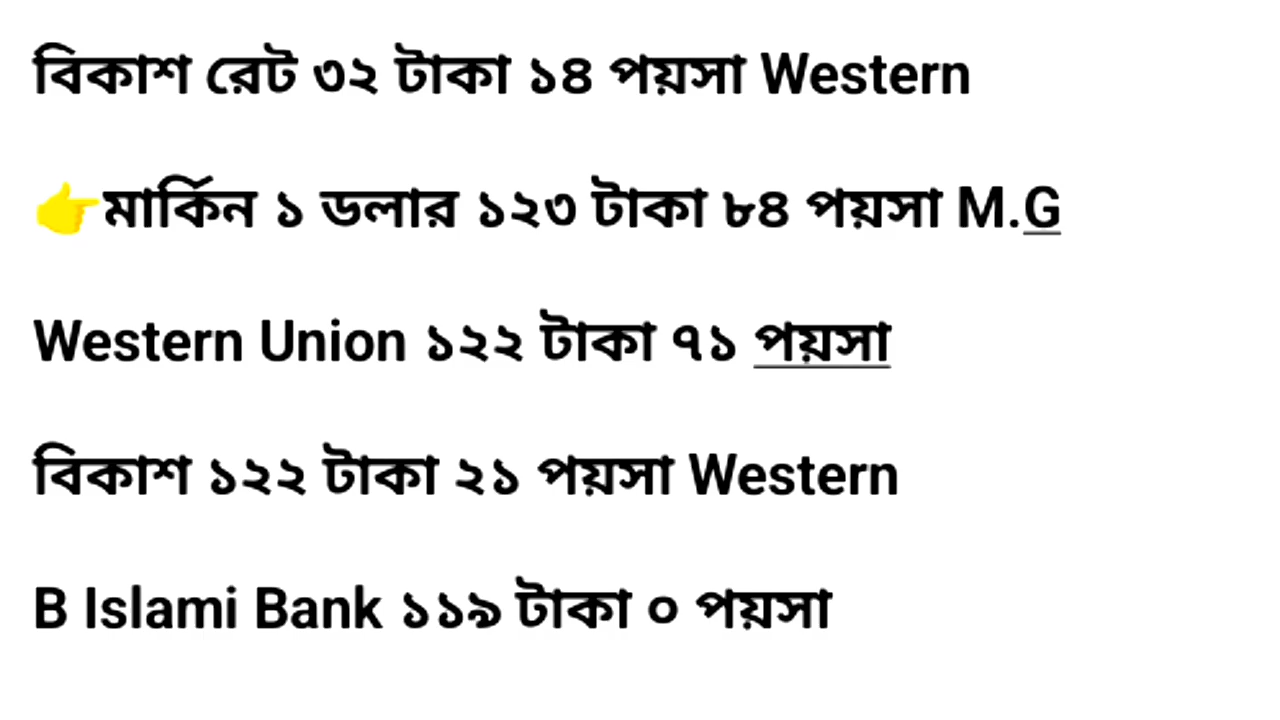 বিকাশ রেট ৩২ টাকা ১৪ পয়সা Western
👉মার্কিন ১ ডলার ১২৩ টাকা ৮৪ পয়সা M.G
Western Union ১২২ টাকা ৭১ পয়সা
বিকাশ ১২২ টাকা ২১ পয়সা Western
B Islami Bank ১১৯ টাকা ০ পয়সা